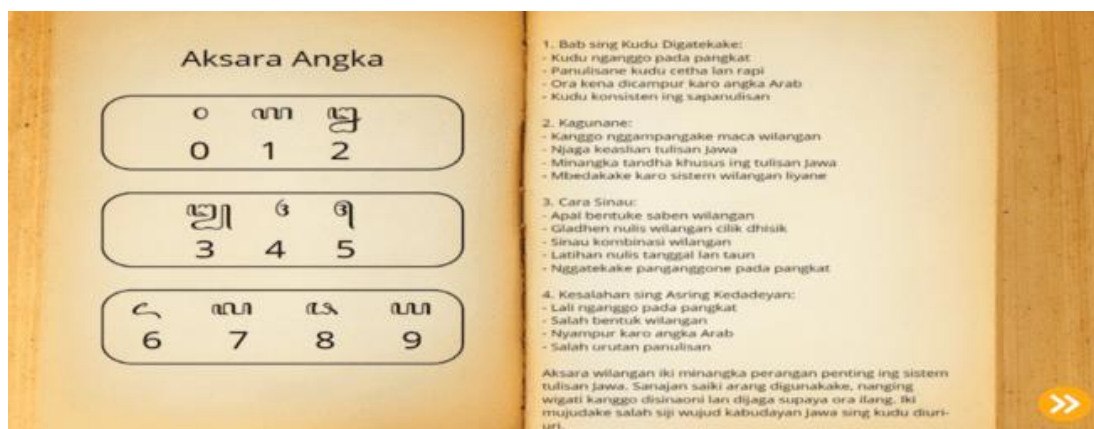 Aksara Angka
꧐ ꧑ ꧒
0 1 2
꧓ ꧔ ꧕
3 4 5
꧖ ꧗ ꧘ ꧙
6 7 8 9
1. Bab sing Kudu Digatekake:
- Kudu nganggo pada pangkat
- Panulisane kudu cetha lan rapi
- Ora kena dicampur karo angka Arab
- Kudu konsisten ing sapanulisan
2. Kagunane:
- Kanggo nggampangake maca wilangan
- Njaga keaslian tulisan Jawa
- Minangka tandha khusus ing tulisan Jawa
- Mbedakake karo sistem wilangan liyane
3. Cara Sinau:
- Apal bentuke saben wilangan
- Gladhen nulis wilangan cilik dhisik
- Sinau kombinasi wilangan
- Latihan nulis tanggal lan taun
- Nggatekake panganggone pada pangkat
4. Kesalahan sing Asring Kedadeyan:
- Lali nganggo pada pangkat
- Salah bentuk wilangan
- Nyampur karo angka Arab
- Salah urutan panulisan
Aksara wilangan iki minangka perangan penting ing sistem
tulisan Jawa. Sanajan saiki arang digunakake, nanging
wigati kanggo disinaoni lan dijaga supaya ora ilang. Iki
mujudake salah siji wujud kabudayan Jawa sing kudu diuri-
uri.